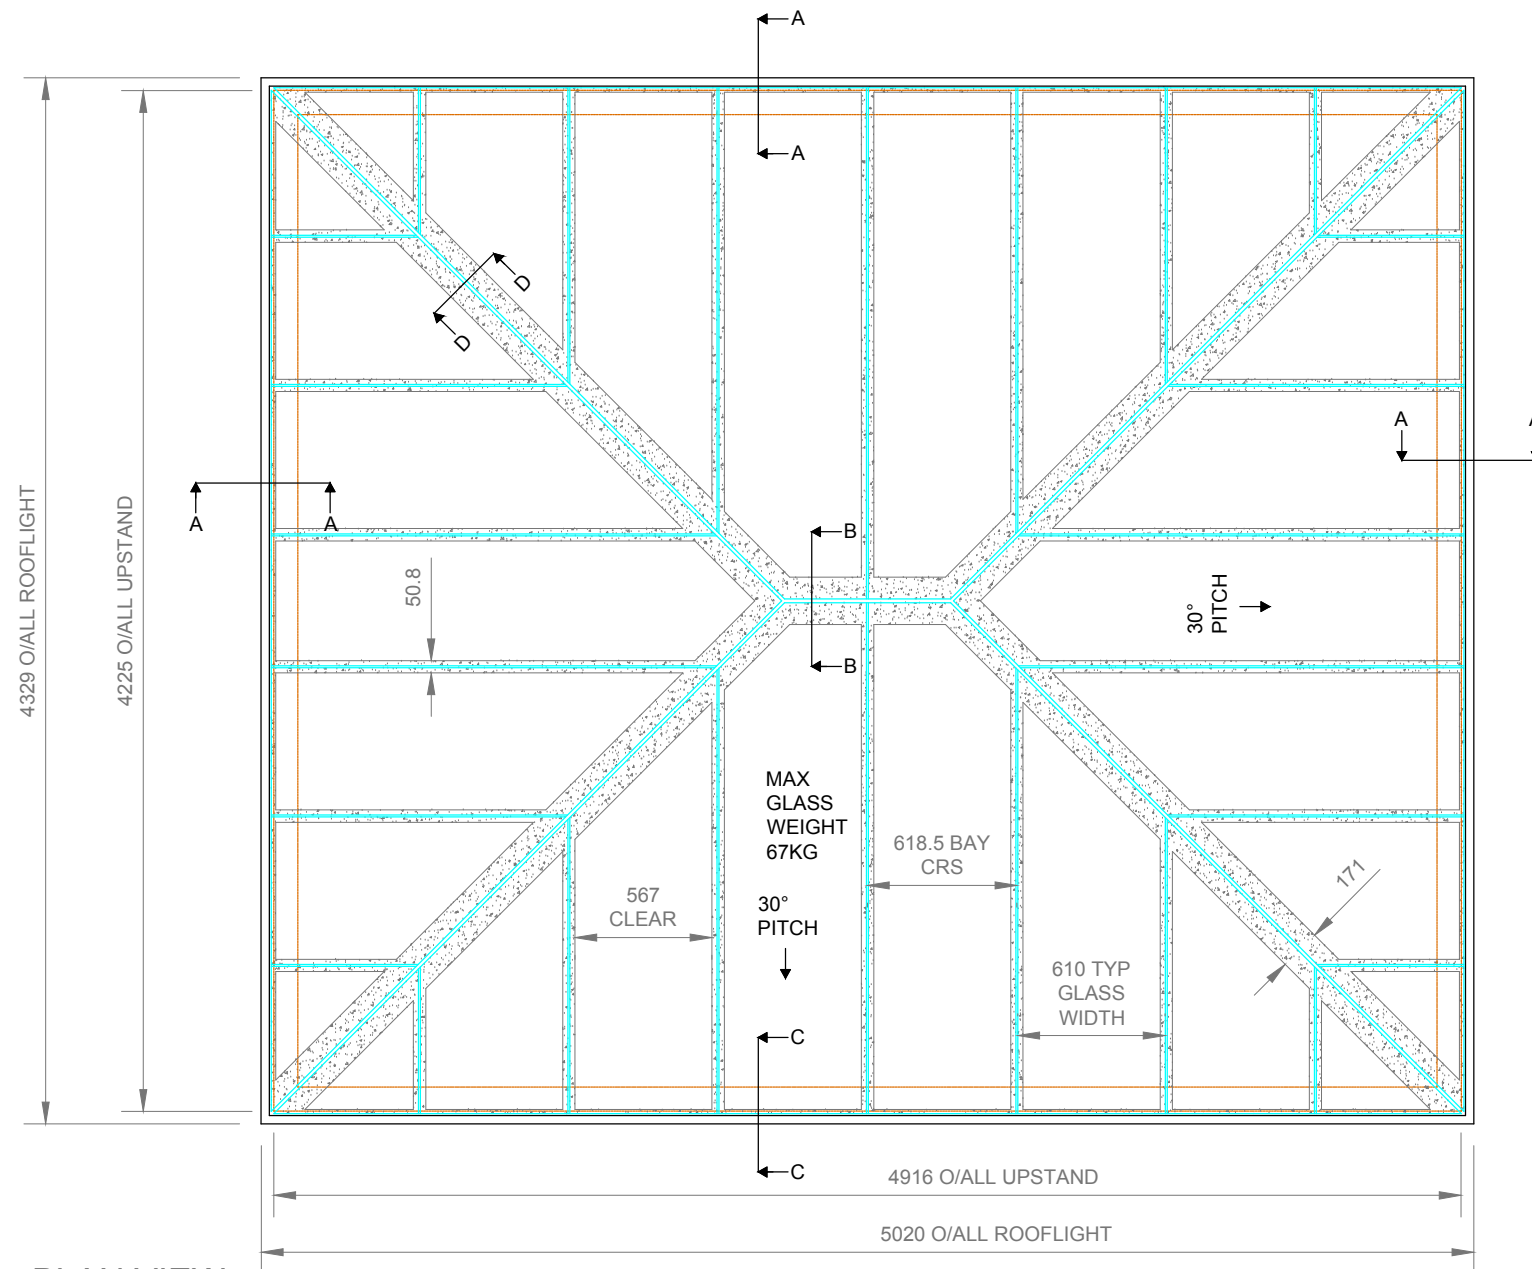 A
A
4329 O/ALL ROOFLIGHT
4225 O/ALL UPSTAND
D
D
A
A
A
50.8
B
B
30°
PITCH
MAX
GLASS
WEIGHT
67KG
618.5 BAY
CRS
567
CLEAR
30°
PITCH
171
610 TYP
GLASS
WIDTH
C
C
4916 O/ALL UPSTAND
5020 O/ALL ROOFLIGHT